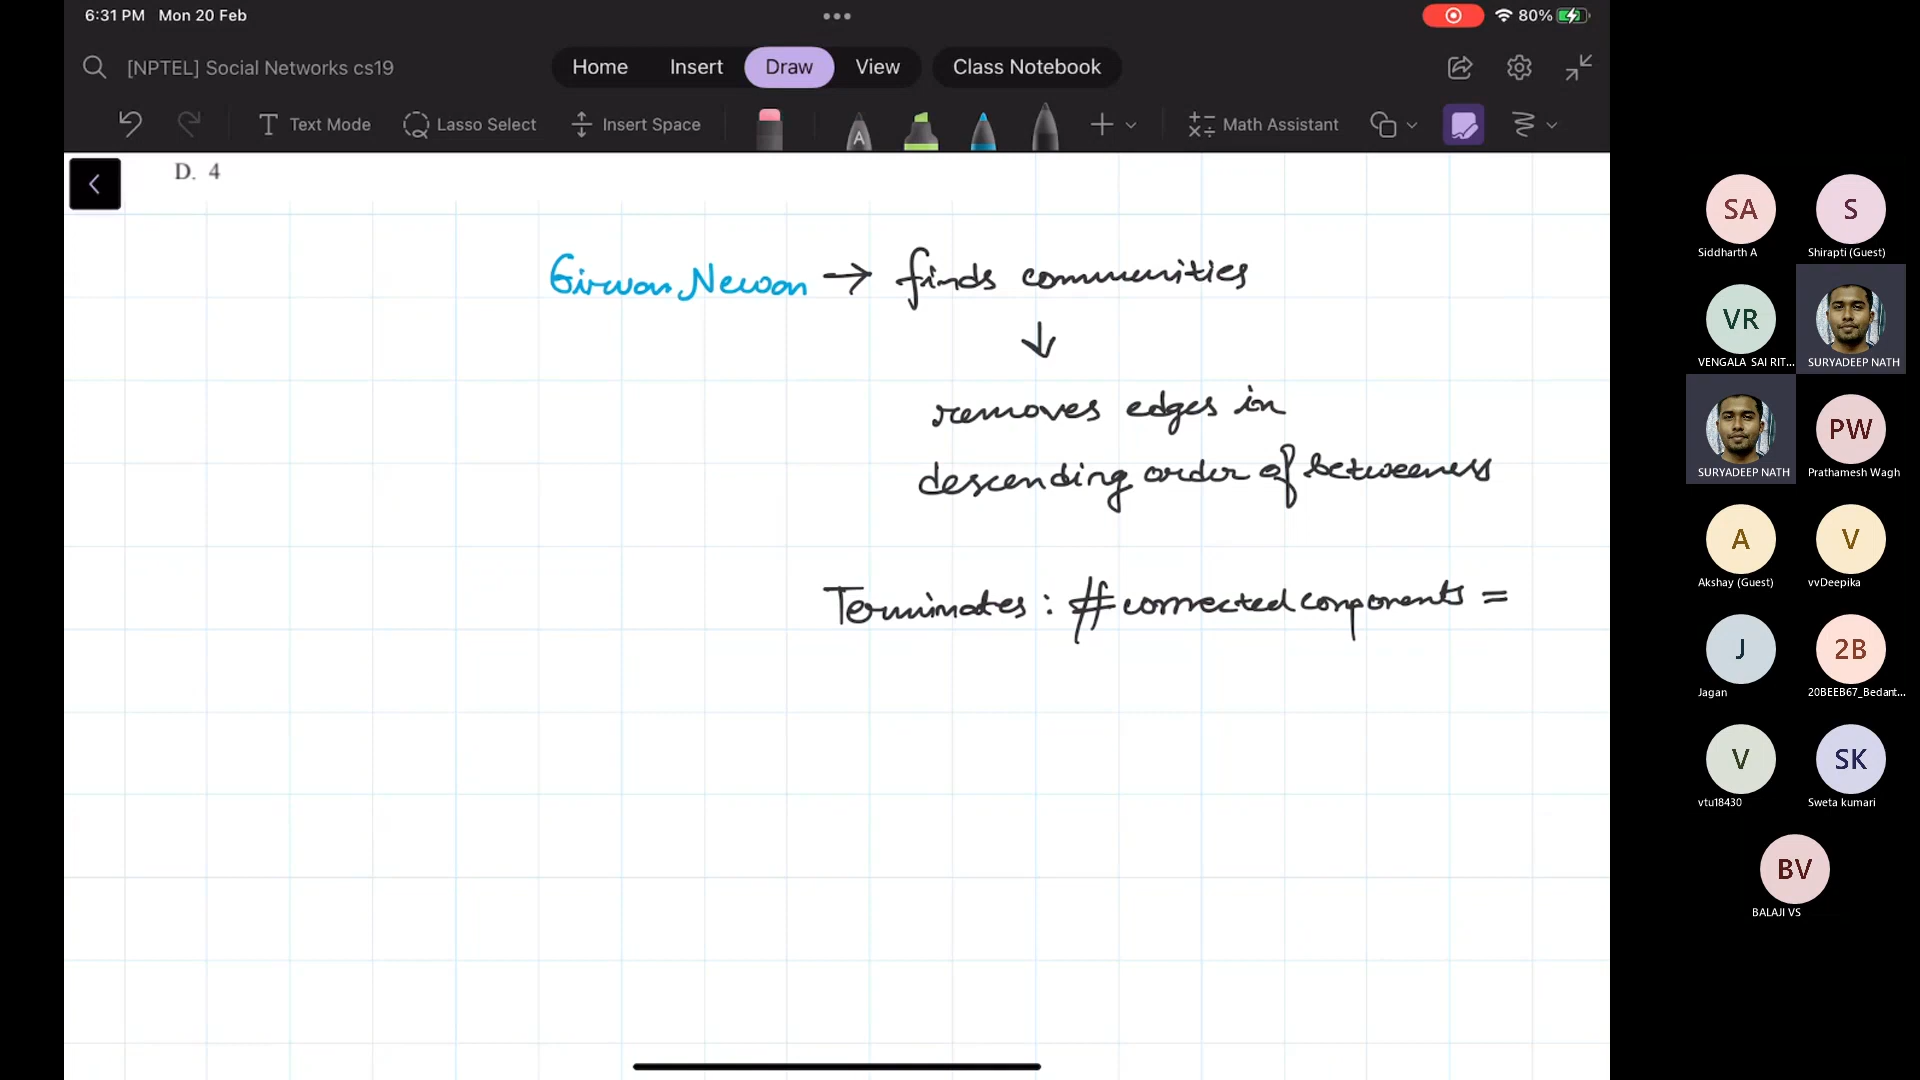 6:31 PM Mon 20 Feb
80%
[NPTEL] Social Networks cs19
Home Insert Draw View Class Notebook
Text Mode Lasso Select Insert Space A Math Assistant
D. 4
Girwan Newan → finds communities
↓
removes edges in
descending order of betweeness
Terminates : # connected components =
SA S
Siddharth A Shirapti (Guest)
VR
VENGALA SAI RIT... SURYADEEP NATH
PW
SURYADEEP NATH Prathamesh Wagh
A V
Akshay (Guest) vvDeepika
J 2B
Jagan 20BEEB67_Bedant...
V SK
vtu18430 Sweta kumari
BV
BALAJI VS